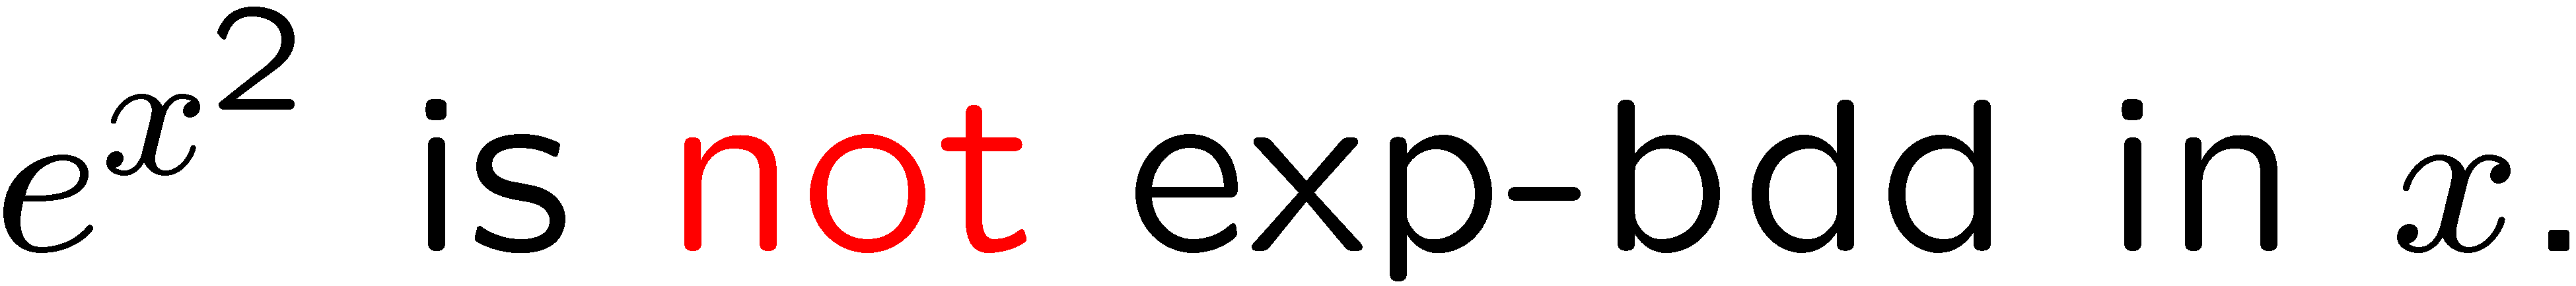 $e^{x^2}$ is not exp-bdd in $x$.